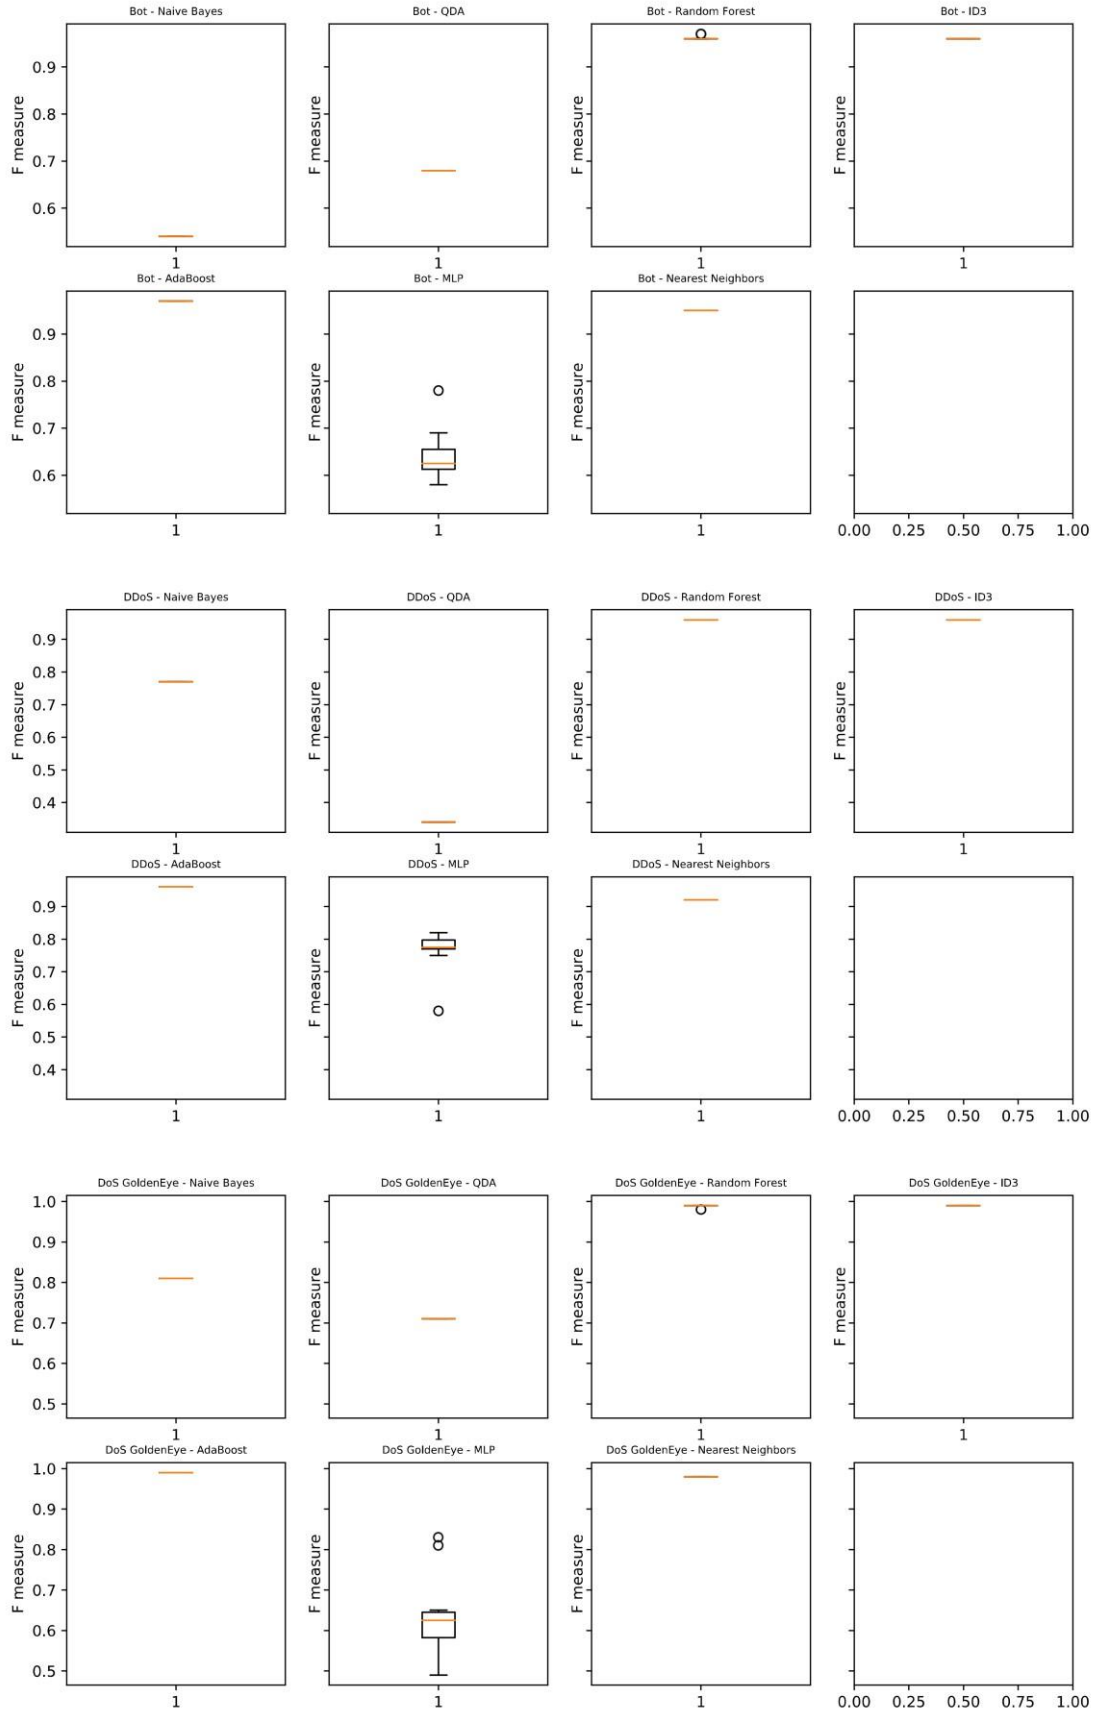 Bot - Naive Bayes Bot - QDA Bot - Random Forest Bot - ID3
0.9
0.8
0.7
0.6
F measure F measure F measure F measure
1 1 1 1
Bot - AdaBoost Bot - MLP Bot - Nearest Neighbors
0.9
0.8
0.7
0.6
F measure F measure F measure
1 1 1 0.00 0.25 0.50 0.75 1.00
DDoS - Naive Bayes DDoS - QDA DDoS - Random Forest DDoS - ID3
0.9
0.8
0.7
0.6
0.5
0.4
F measure F measure F measure F measure
1 1 1 1
DDoS - AdaBoost DDoS - MLP DDoS - Nearest Neighbors
0.9
0.8
0.7
0.6
0.5
0.4
F measure F measure F measure
1 1 1 0.00 0.25 0.50 0.75 1.00
DoS GoldenEye - Naive Bayes DoS GoldenEye - QDA DoS GoldenEye - Random Forest DoS GoldenEye - ID3
1.0
0.9
0.8
0.7
0.6
0.5
F measure F measure F measure F measure
1 1 1 1
DoS GoldenEye - AdaBoost DoS GoldenEye - MLP DoS GoldenEye - Nearest Neighbors
1.0
0.9
0.8
0.7
0.6
0.5
F measure F measure F measure
1 1 1 0.00 0.25 0.50 0.75 1.00